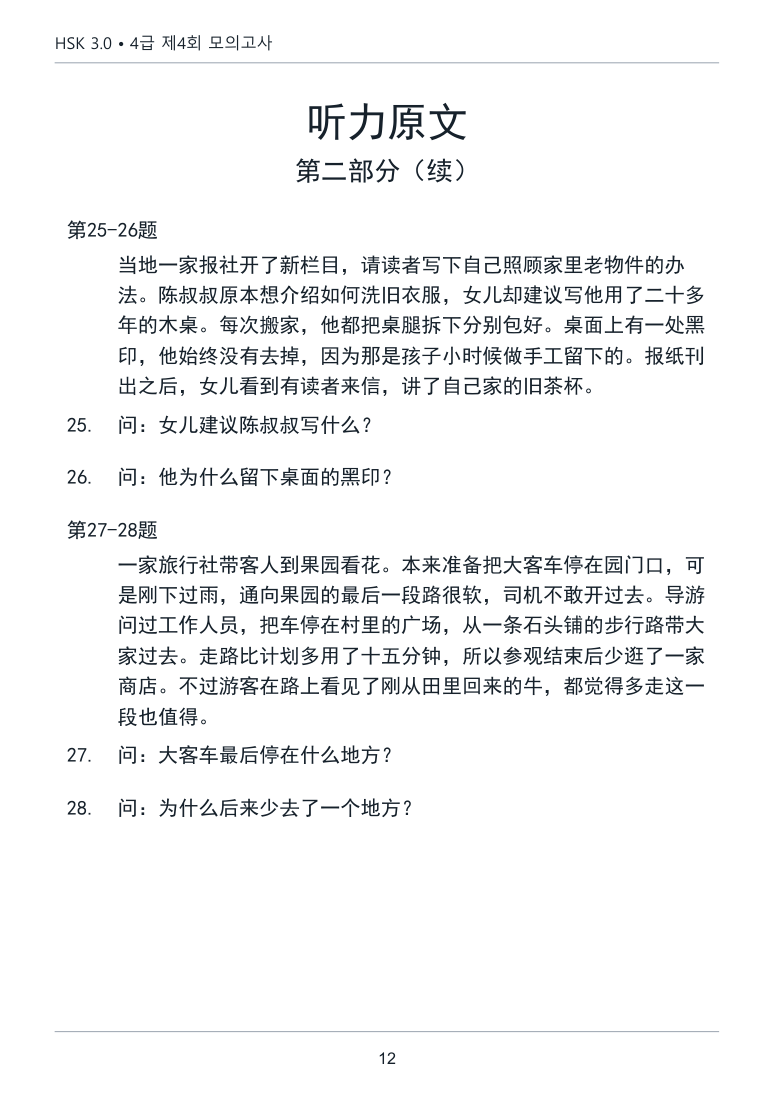 HSK 3.0 • 4급 제4회 모의고사
听力原文
第二部分（续）
第25-26题
当地一家报社开了新栏目，请读者写下自己照顾家里老物件的办
法。陈叔叔原本想介绍如何洗旧衣服，女儿却建议写他用了二十多
年的木桌。每次搬家，他都把桌腿拆下分别包好。桌面上有一处黑
印，他始终没有去掉，因为那是孩子小时候做手工留下的。报纸刊
出之后，女儿看到有读者来信，讲了自己家的旧茶杯。
25. 问：女儿建议陈叔叔写什么？
26. 问：他为什么留下桌面的黑印？
第27-28题
一家旅行社带客人到果园看花。本来准备把大客车停在园门口，可
是刚下过雨，通向果园的最后一段路很软，司机不敢开过去。导游
问过工作人员，把车停在村里的广场，从一条石头铺的步行路带大
家过去。走路比计划多用了十五分钟，所以参观结束后少逛了一家
商店。不过游客在路上看见了刚从田里回来的牛，都觉得多走这一
段也值得。
27. 问：大客车最后停在什么地方？
28. 问：为什么后来少去了一个地方？
12